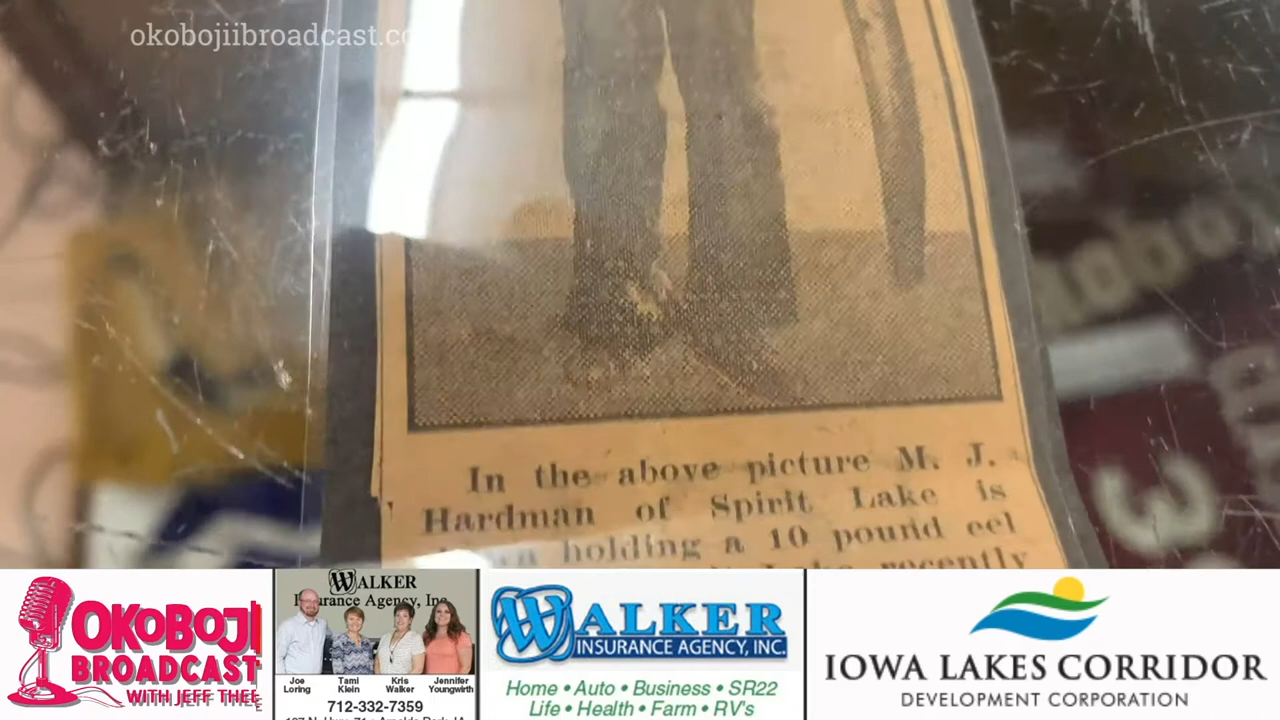 okobojiibroadcast.co
In the above picture M. J.
Hardman of Spirit Lake is
holding a 10 pound eel
recently
OKOBOJI
BROADCAST
WITH JEFF THEE
WALKER
Insurance Agency, Inc.
Joe Loring
Tami Klein
Kris Walker
Jennifer Youngwirth
712-332-7359
WALKER
INSURANCE AGENCY, INC.
Home • Auto • Business • SR22
Life • Health • Farm • RV's
IOWA LAKES CORRIDOR
DEVELOPMENT CORPORATION